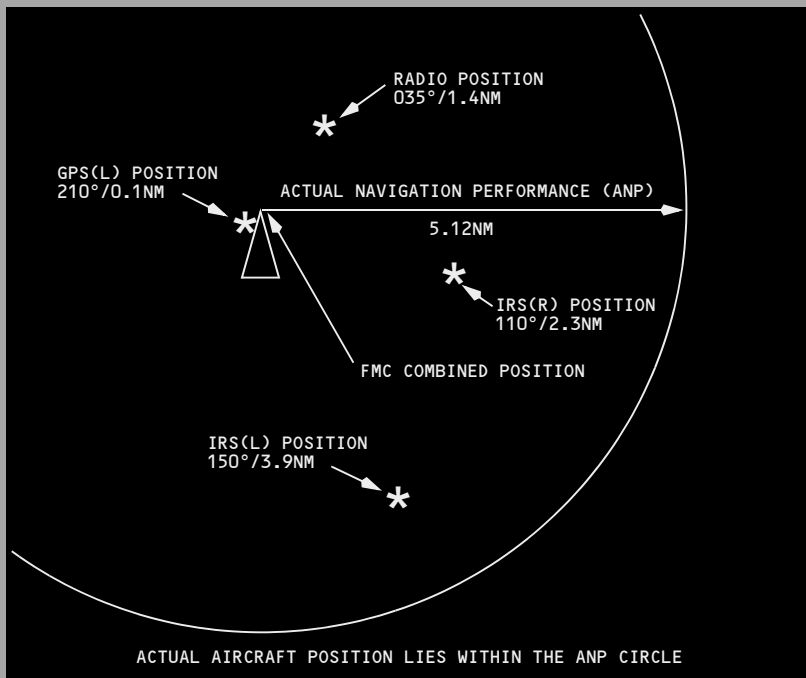 RADIO POSITION
035°/1.4NM
GPS(L) POSITION
210°/0.1NM
ACTUAL NAVIGATION PERFORMANCE (ANP)
5.12NM
IRS(R) POSITION
110°/2.3NM
FMC COMBINED POSITION
IRS(L) POSITION
150°/3.9NM
ACTUAL AIRCRAFT POSITION LIES WITHIN THE ANP CIRCLE